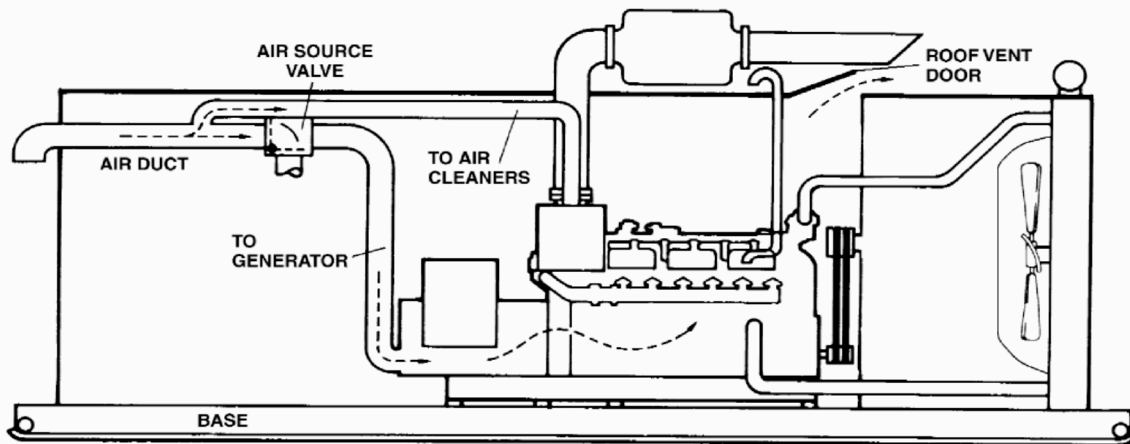 AIR SOURCE
VALVE
ROOF VENT
DOOR
AIR DUCT
TO AIR
CLEANERS
TO
GENERATOR
BASE